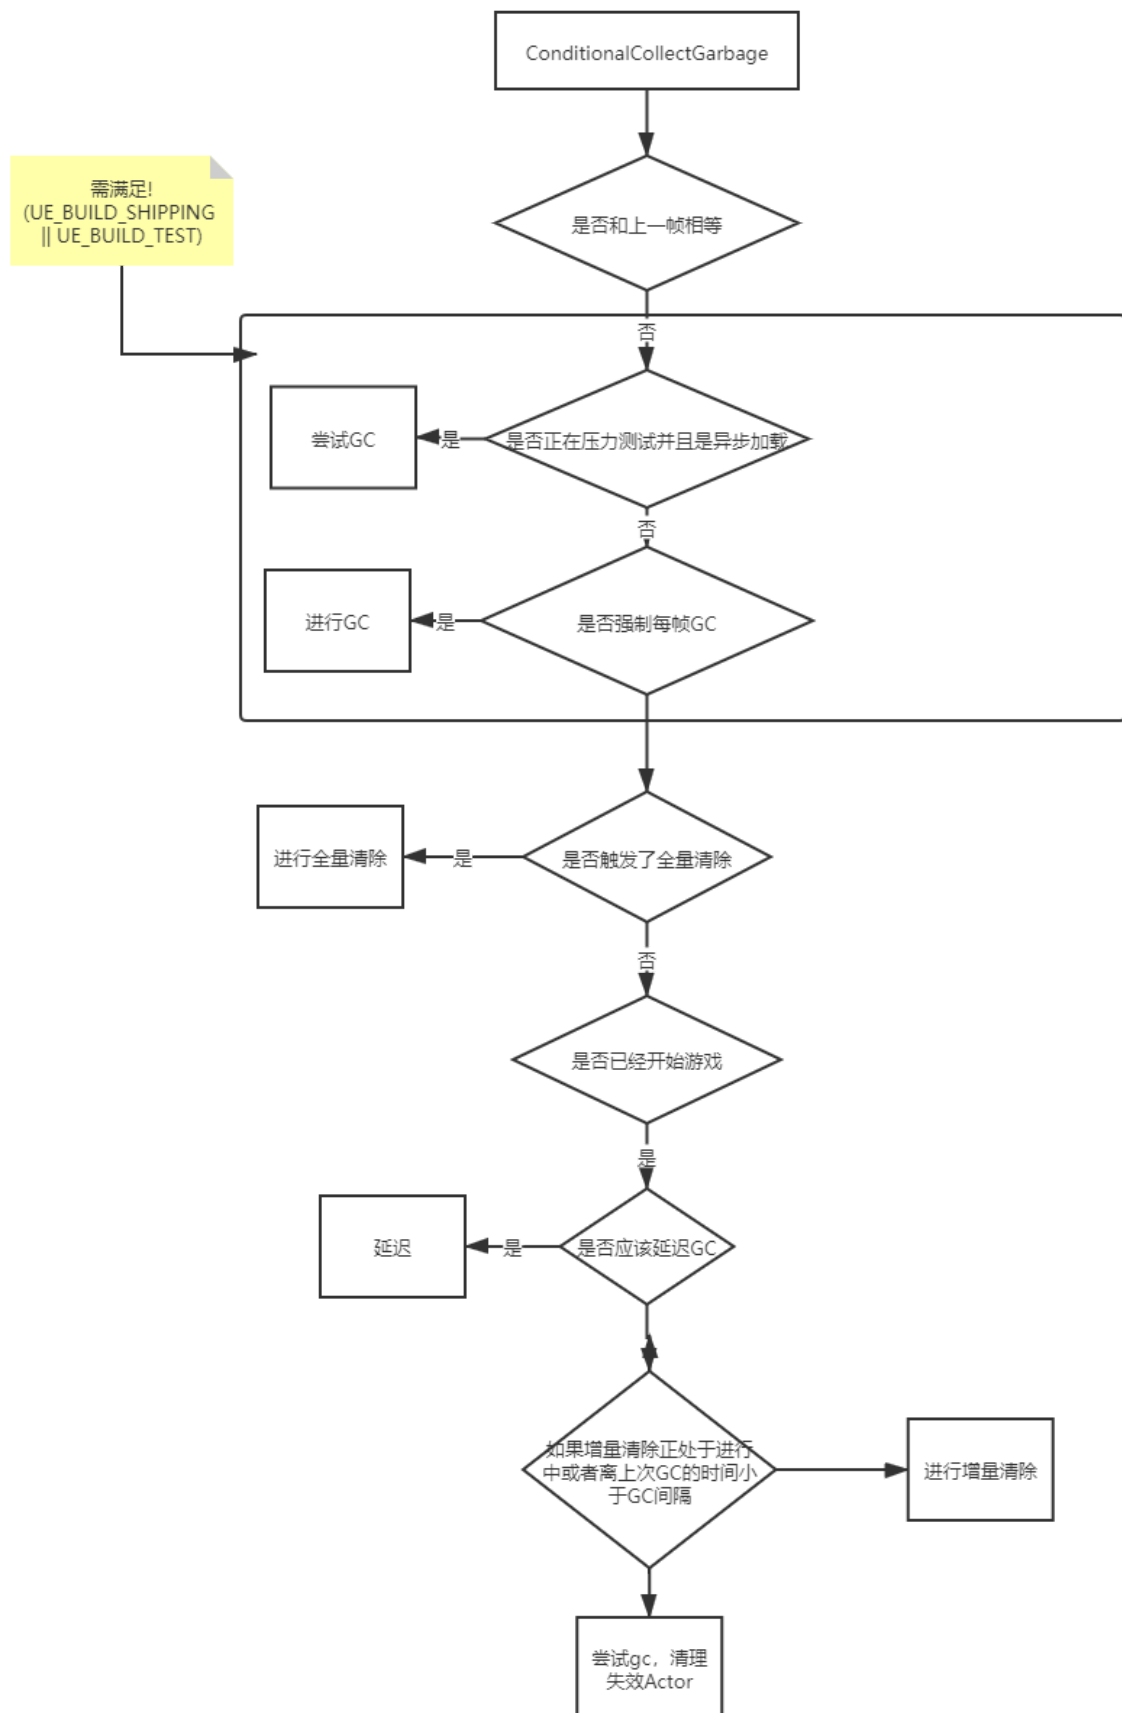 ConditionalCollectGarbage
需满足!
(UE_BUILD_SHIPPING
|| UE_BUILD_TEST)
是否和上一帧相等
否
尝试GC
是
是否正在压力测试并且是异步加载
否
进行GC
是
是否强制每帧GC
进行全量清除
是
是否触发了全量清除
否
是否已经开始游戏
是
延迟
是
是否应该延迟GC
如果增量清除正处于进行
中或者离上次GC的时间小
于GC间隔
进行增量清除
尝试gc，清理
失效Actor